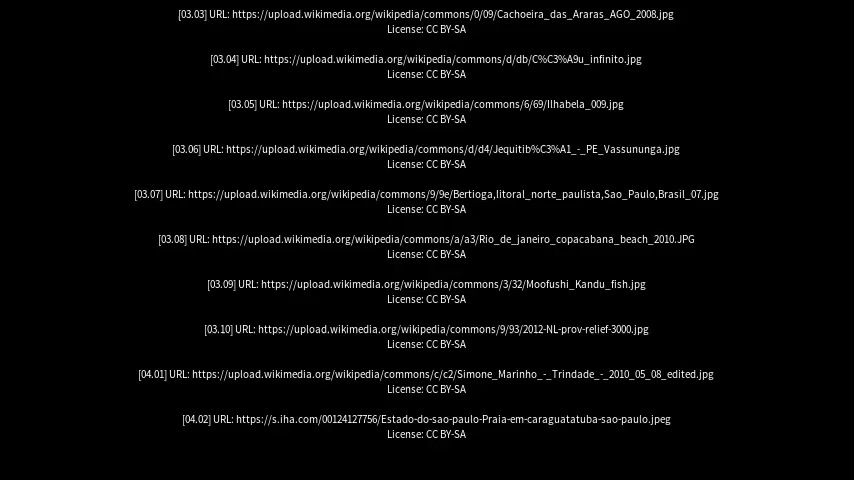 [03.03] URL: https://upload.wikimedia.org/wikipedia/commons/0/09/Cachoeira_das_Araras_AGO_2008.jpg
License: CC BY-SA
[03.04] URL: https://upload.wikimedia.org/wikipedia/commons/d/db/C%C3%A9u_infinito.jpg
License: CC BY-SA
[03.05] URL: https://upload.wikimedia.org/wikipedia/commons/6/69/Ilhabela_009.jpg
License: CC BY-SA
[03.06] URL: https://upload.wikimedia.org/wikipedia/commons/d/d4/Jequitib%C3%A1_-_PE_Vassununga.jpg
License: CC BY-SA
[03.07] URL: https://upload.wikimedia.org/wikipedia/commons/9/9e/Bertioga,litoral_norte_paulista,Sao_Paulo,Brasil_07.jpg
License: CC BY-SA
[03.08] URL: https://upload.wikimedia.org/wikipedia/commons/a/a3/Rio_de_janeiro_copacabana_beach_2010.JPG
License: CC BY-SA
[03.09] URL: https://upload.wikimedia.org/wikipedia/commons/3/32/Moofushi_Kandu_fish.jpg
License: CC BY-SA
[03.10] URL: https://upload.wikimedia.org/wikipedia/commons/9/93/2012-NL-prov-relief-3000.jpg
License: CC BY-SA
[04.01] URL: https://upload.wikimedia.org/wikipedia/commons/c/c2/Simone_Marinho_-_Trindade_-_2010_05_08_edited.jpg
License: CC BY-SA
[04.02] URL: https://s.iha.com/00124127756/Estado-do-sao-paulo-Praia-em-caraguatatuba-sao-paulo.jpeg
License: CC BY-SA